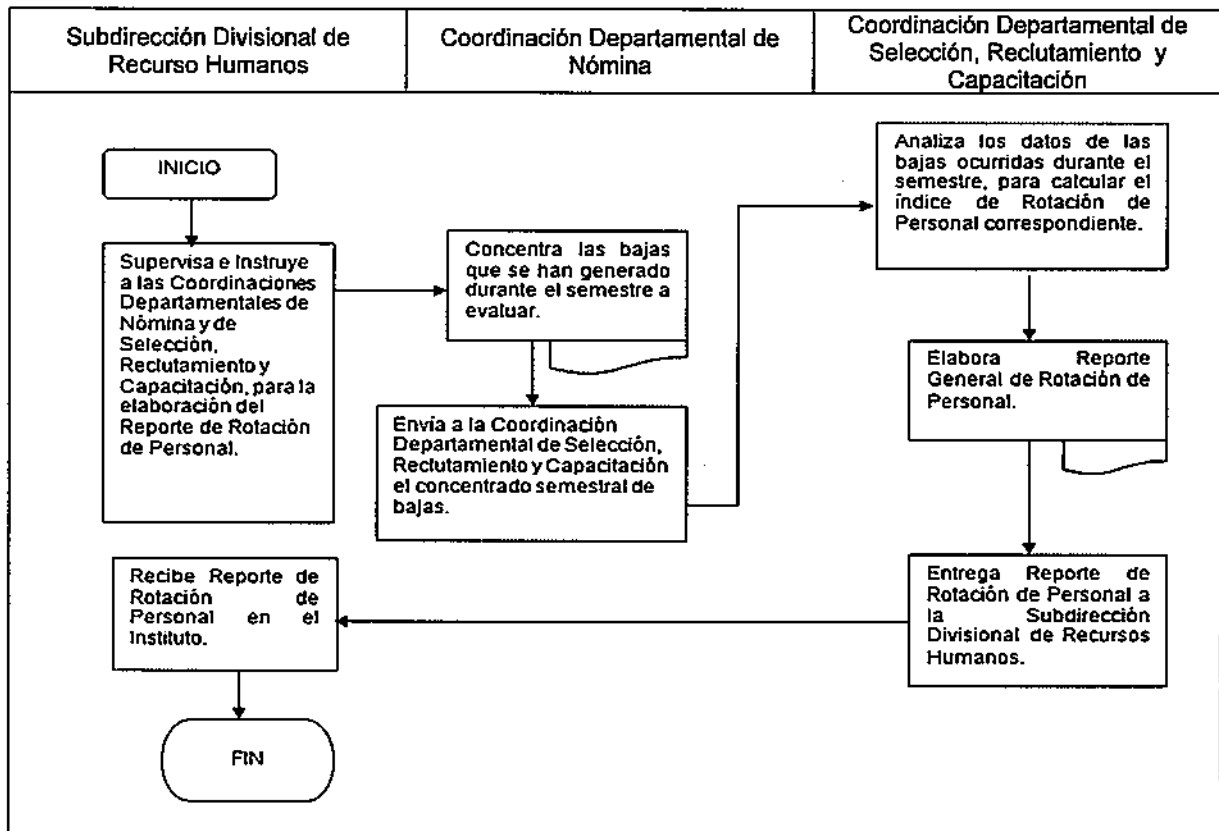 Subdirección Divisional de
Recurso Humanos
Coordinación Departamental de
Nómina
Coordinación Departamental de
Selección, Reclutamiento y
Capacitación
INICIO
Supervisa e Instruye
a las Coordinaciones
Departamentales de
Nómina y de
Selección,
Reclutamiento y
Capacitación, para la
elaboración del
Reporte de Rotación
de Personal.
Concentra las bajas
que se han generado
durante el semestre a
evaluar.
Envía a la Coordinación
Departamental de Selección,
Reclutamiento y Capacitación
el concentrado semestral de
bajas.
Analiza los datos de las
bajas ocurridas durante el
semestre, para calcular el
índice de Rotación de
Personal correspondiente.
Elabora Reporte
General de Rotación de
Personal.
Entrega Reporte de
Rotación de Personal a
la Subdirección
Divisional de Recursos
Humanos.
Recibe Reporte de
Rotación de
Personal en el
Instituto.
FIN